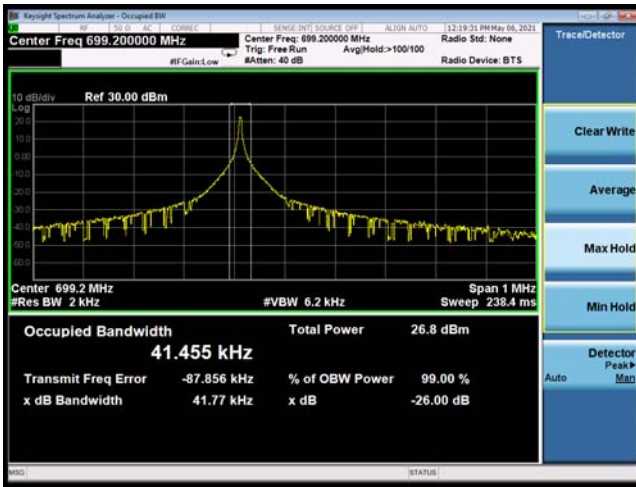 Keysight Spectrum Analyzer - Occupied BW
RF 50 Ω AC CORREC SENSE:INT SOURCE OFF ALIGN AUTO 12:19:31 PM May 06, 2021
Center Freq 699.200000 MHz
Center Freq: 699.200000 MHz
Radio Std: None
Trig: Free Run Avg|Hold:>100/100
#IFGain:Low
#Atten: 40 dB
Radio Device: BTS
Trace/Detector
10 dB/div Ref 30.00 dBm
Log
20.0
10.0
0.00
-10.0
-20.0
-30.0
-40.0
-50.0
-60.0
Center 699.2 MHz
Span 1 MHz
#Res BW 2 kHz
#VBW 6.2 kHz
Sweep 238.4 ms
Occupied Bandwidth
41.455 kHz
Total Power 26.8 dBm
Transmit Freq Error -87.856 kHz
% of OBW Power 99.00 %
x dB Bandwidth 41.77 kHz
x dB -26.00 dB
Clear Write
Average
Max Hold
Min Hold
Detector
Peak▶
Auto Man
MSG
STATUS